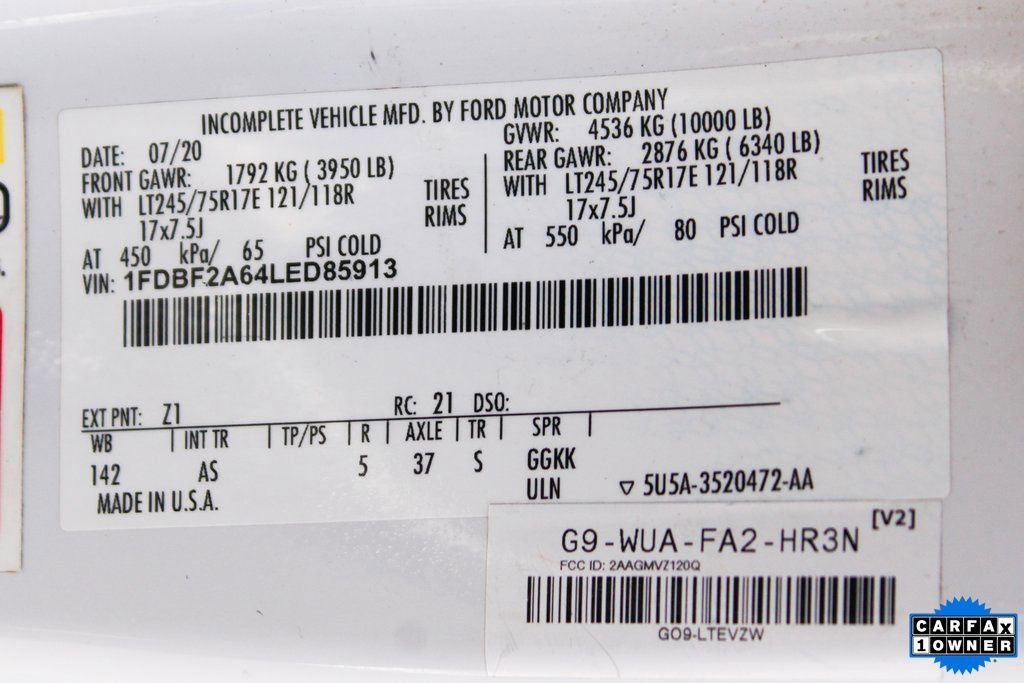 INCOMPLETE VEHICLE MFD. BY FORD MOTOR COMPANY
DATE: 07/20
FRONT GAWR: 1792 KG ( 3950 LB)
WITH LT245/75R17E 121/118R TIRES
17x7.5J RIMS
AT 450 kPa/ 65 PSI COLD
GVWR: 4536 KG (10000 LB)
REAR GAWR: 2876 KG ( 6340 LB)
WITH LT245/75R17E 121/118R TIRES
17x7.5J RIMS
AT 550 kPa/ 80 PSI COLD
VIN: 1FDBF2A64LED85913
EXT PNT: Z1 RC: 21 DSO:
WB | INT TR | TP/PS | R | AXLE | TR | SPR |
142 AS 5 37 S GGKK
ULN ▽ 5U5A-3520472-AA
MADE IN U.S.A.
G9-WUA-FA2-HR3N [V2]
FCC ID: 2AAGMVZ120Q
GO9-LTEVZW
CARFAX
1 OWNER